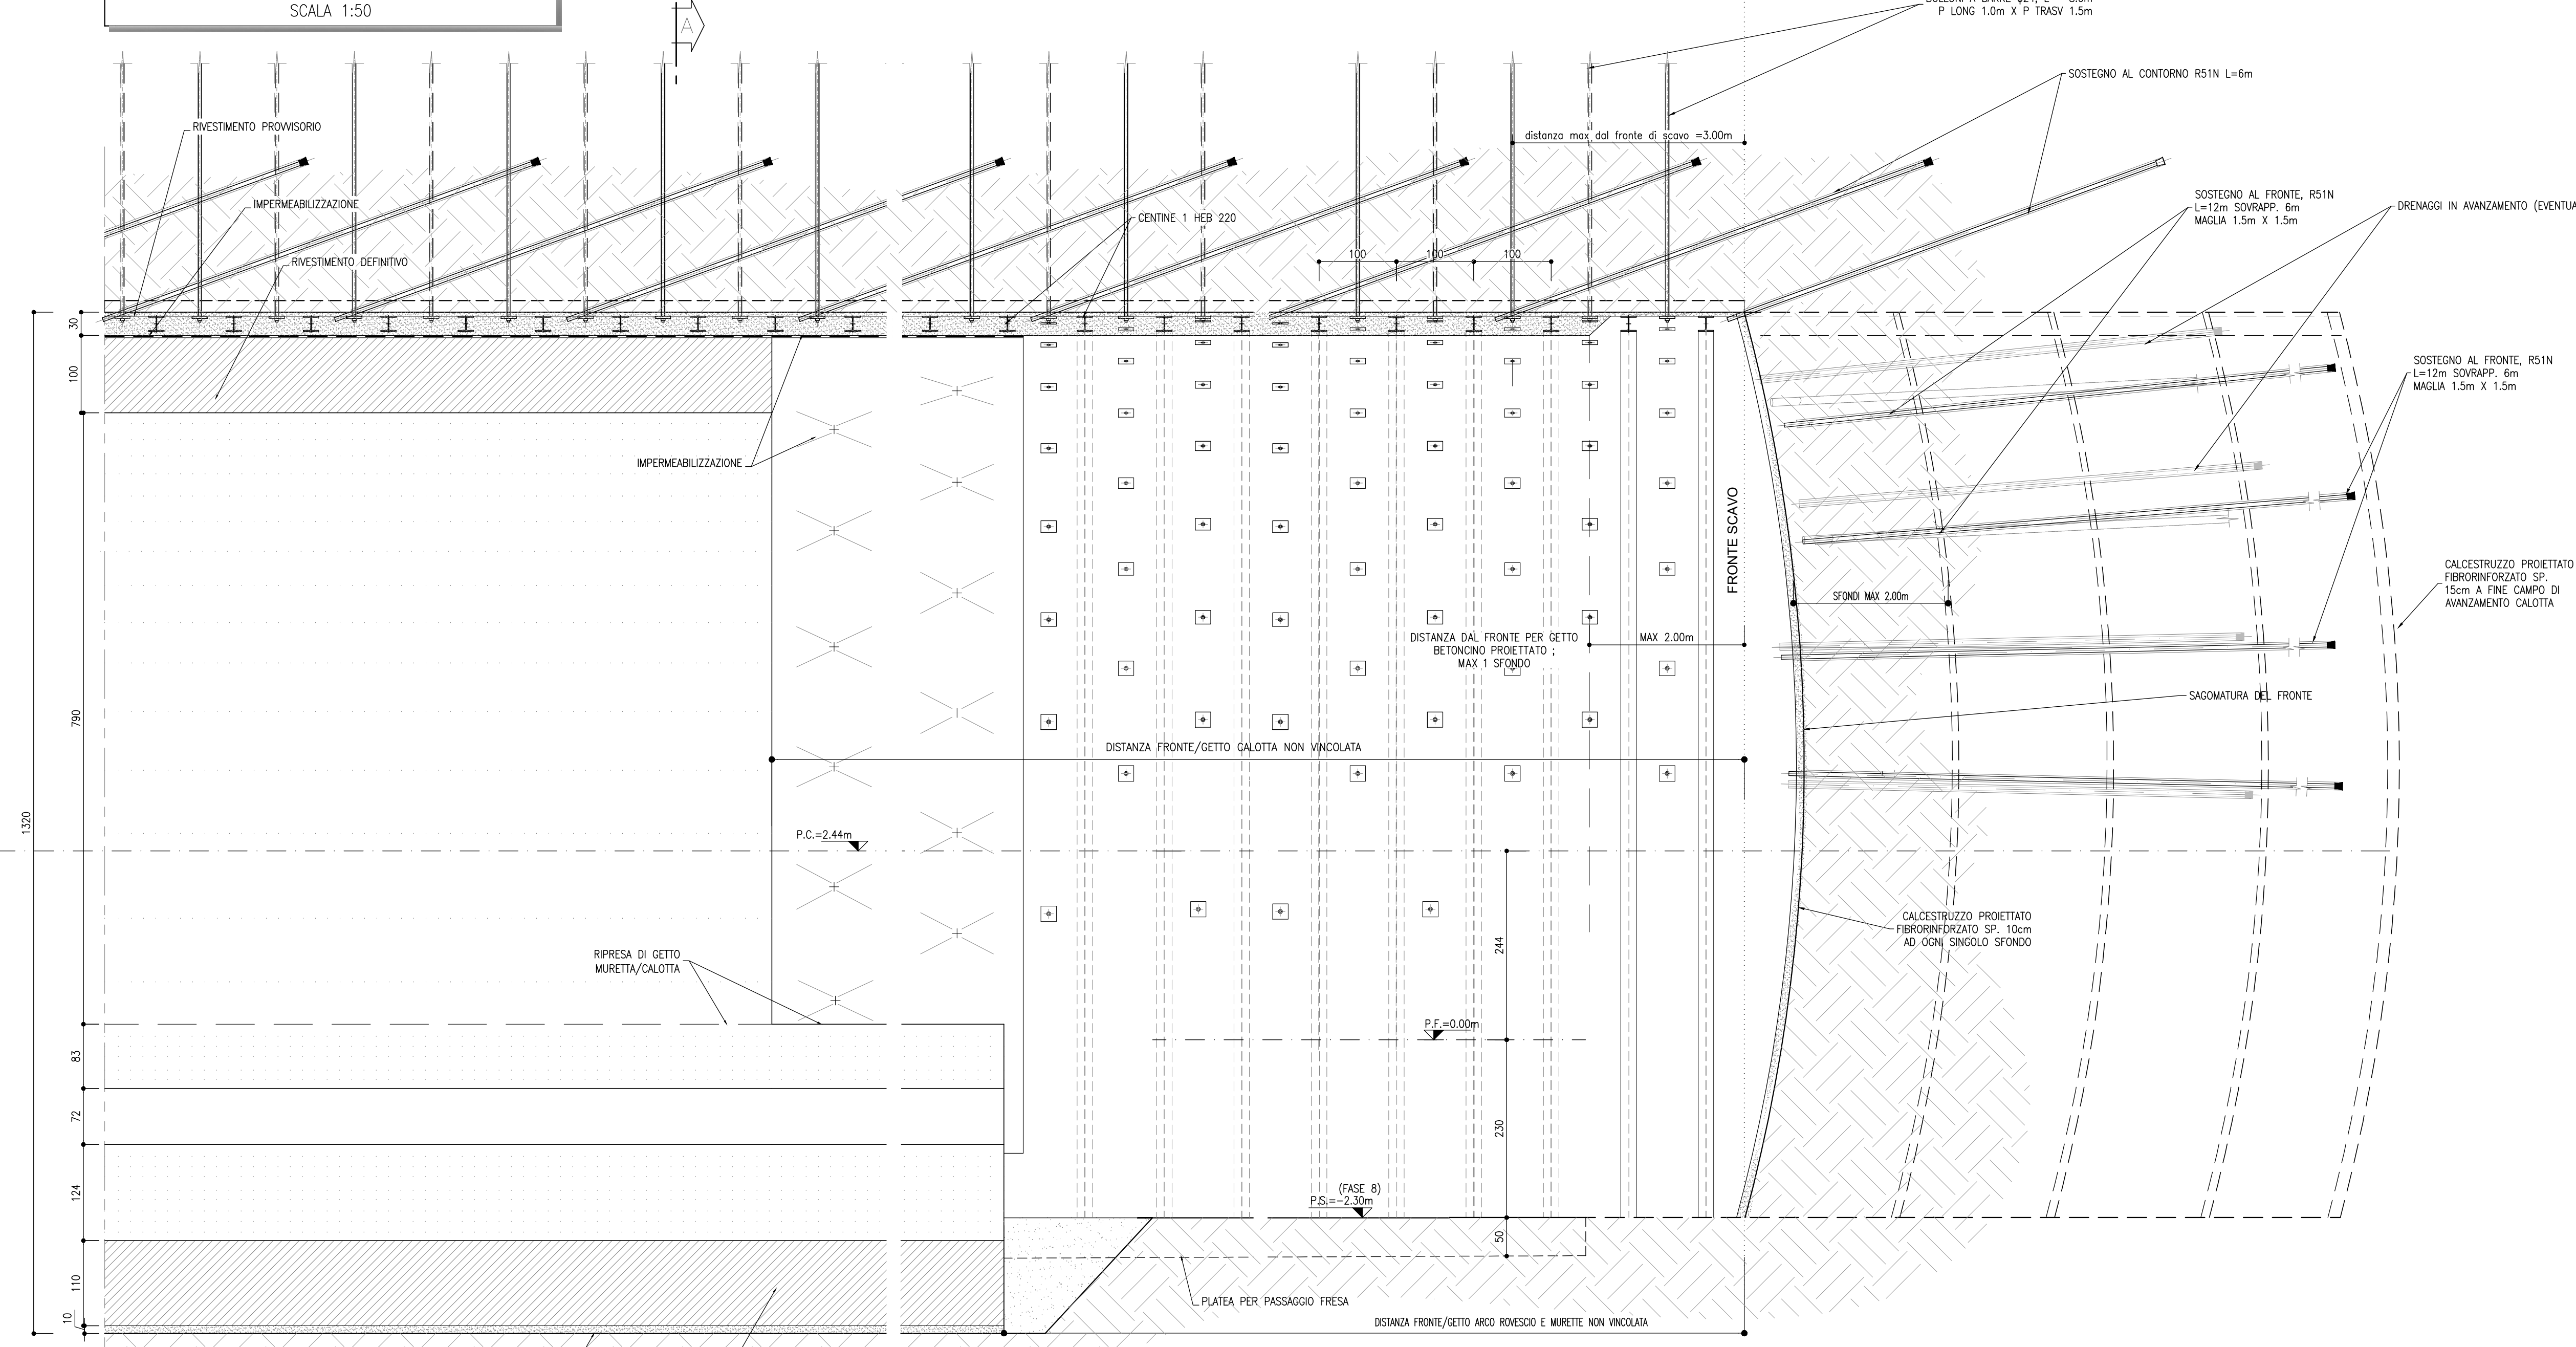 SCALA 1:50
A
P LONG 1.0m X P TRASV 1.5m
SOSTEGNO AL CONTORNO R51N L=6m
RIVESTIMENTO PROVVISORIO
distanza max dal fronte di scavo =3.00m
IMPERMEABILIZZAZIONE
CENTINE 1 HEB 220
SOSTEGNO AL FRONTE, R51N
L=12m SOVRAPP. 6m
MAGLIA 1.5m X 1.5m
DRENAGGI IN AVANZAMENTO
RIVESTIMENTO DEFINITIVO
100
100
100
30
100
SOSTEGNO AL FRONTE, R51N
L=12m SOVRAPP. 6m
MAGLIA 1.5m X 1.5m
IMPERMEABILIZZAZIONE
FRONTE SCAVO
CALCESTRUZZO PROIETTATO
FIBRORINFORZATO SP.
15cm A FINE CAMPO DI
AVANZAMENTO CALOTTA
SFONDI MAX 2.00m
DISTANZA DAL FRONTE PER GETTO
BETONCINO PROIETTATO ;
MAX 1 SFONDO
MAX 2.00m
SAGOMATURA DEL FRONTE
790
DISTANZA FRONTE/GETTO CALOTTA NON VINCOLATA
1320
P.C.=2.44m
CALCESTRUZZO PROIETTATO
FIBRORINFORZATO SP. 10cm
AD OGNI SINGOLO SFONDO
244
RIPRESA DI GETTO
MURETTA/CALOTTA
P.F.=0.00m
83
72
230
124
(FASE 8)
P.S.=-2.30m
50
110
PLATEA PER PASSAGGIO FRESA
10
DISTANZA FRONTE/GETTO ARCO ROVESCIO E MURETTE NON VINCOLATA